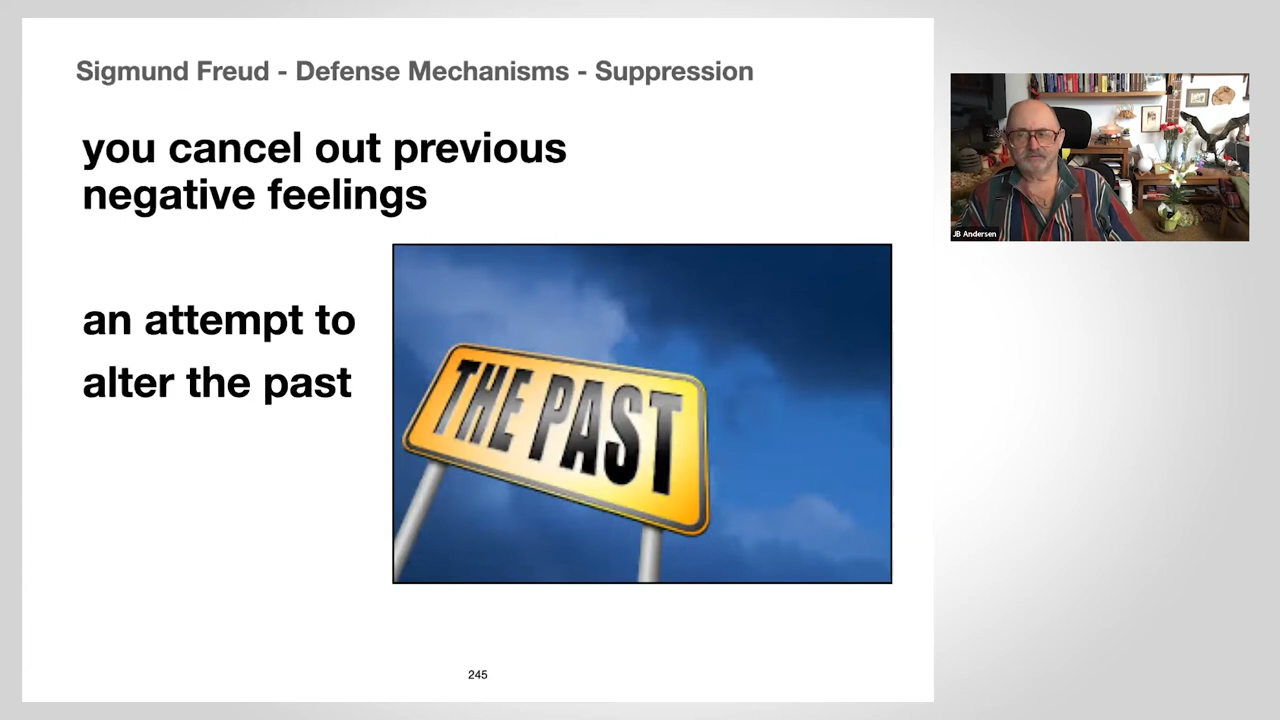 Sigmund Freud - Defense Mechanisms - Suppression
you cancel out previous
negative feelings
an attempt to
alter the past
THE PAST
JB Andersen
245